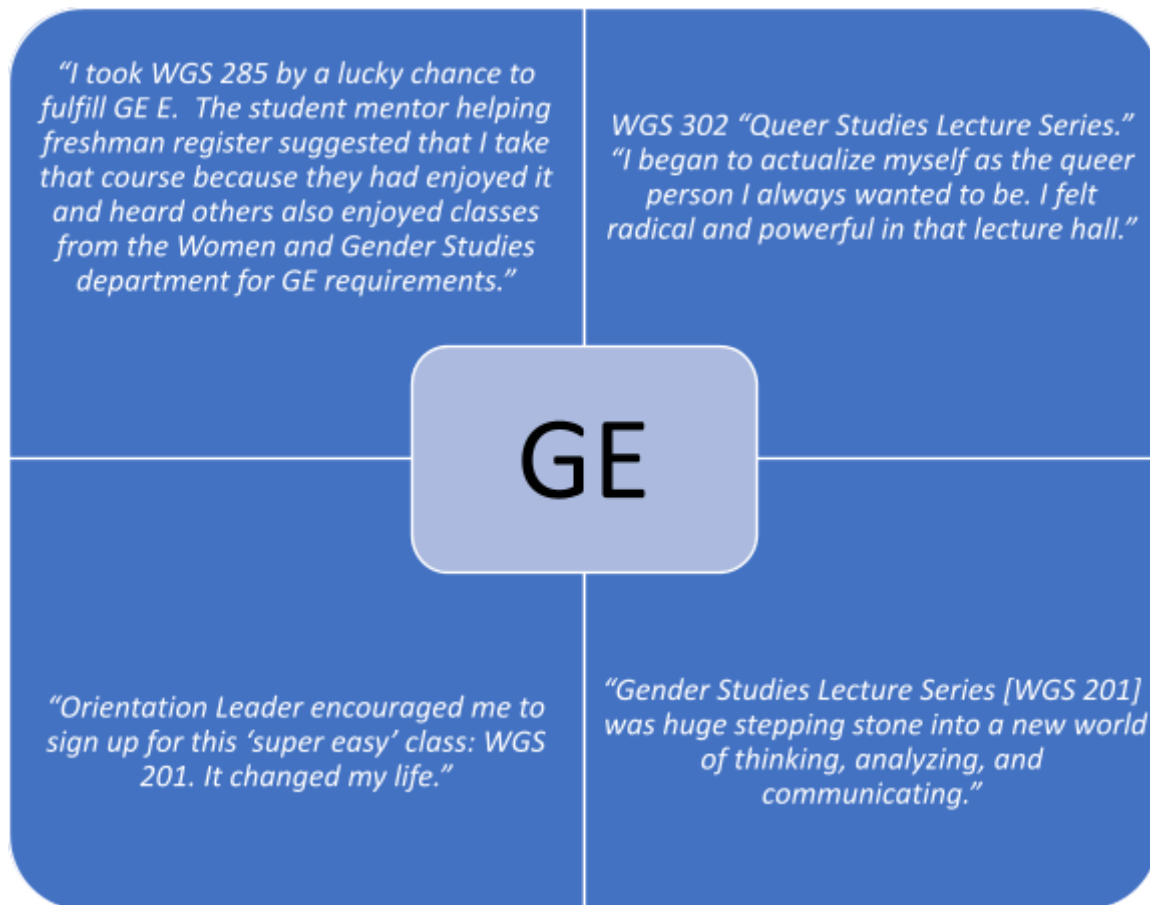 “I took WGS 285 by a lucky chance to
fulfill GE E.  The student mentor helping
freshman register suggested that I take
that course because they had enjoyed it
and heard others also enjoyed classes
from the Women and Gender Studies
department for GE requirements.”
WGS 302 “Queer Studies Lecture Series.”
“I began to actualize myself as the queer
person I always wanted to be. I felt
radical and powerful in that lecture hall.”
GE
“Orientation Leader encouraged me to
sign up for this ‘super easy’ class: WGS
201. It changed my life.”
“Gender Studies Lecture Series [WGS 201]
was huge stepping stone into a new world
of thinking, analyzing, and
communicating.”